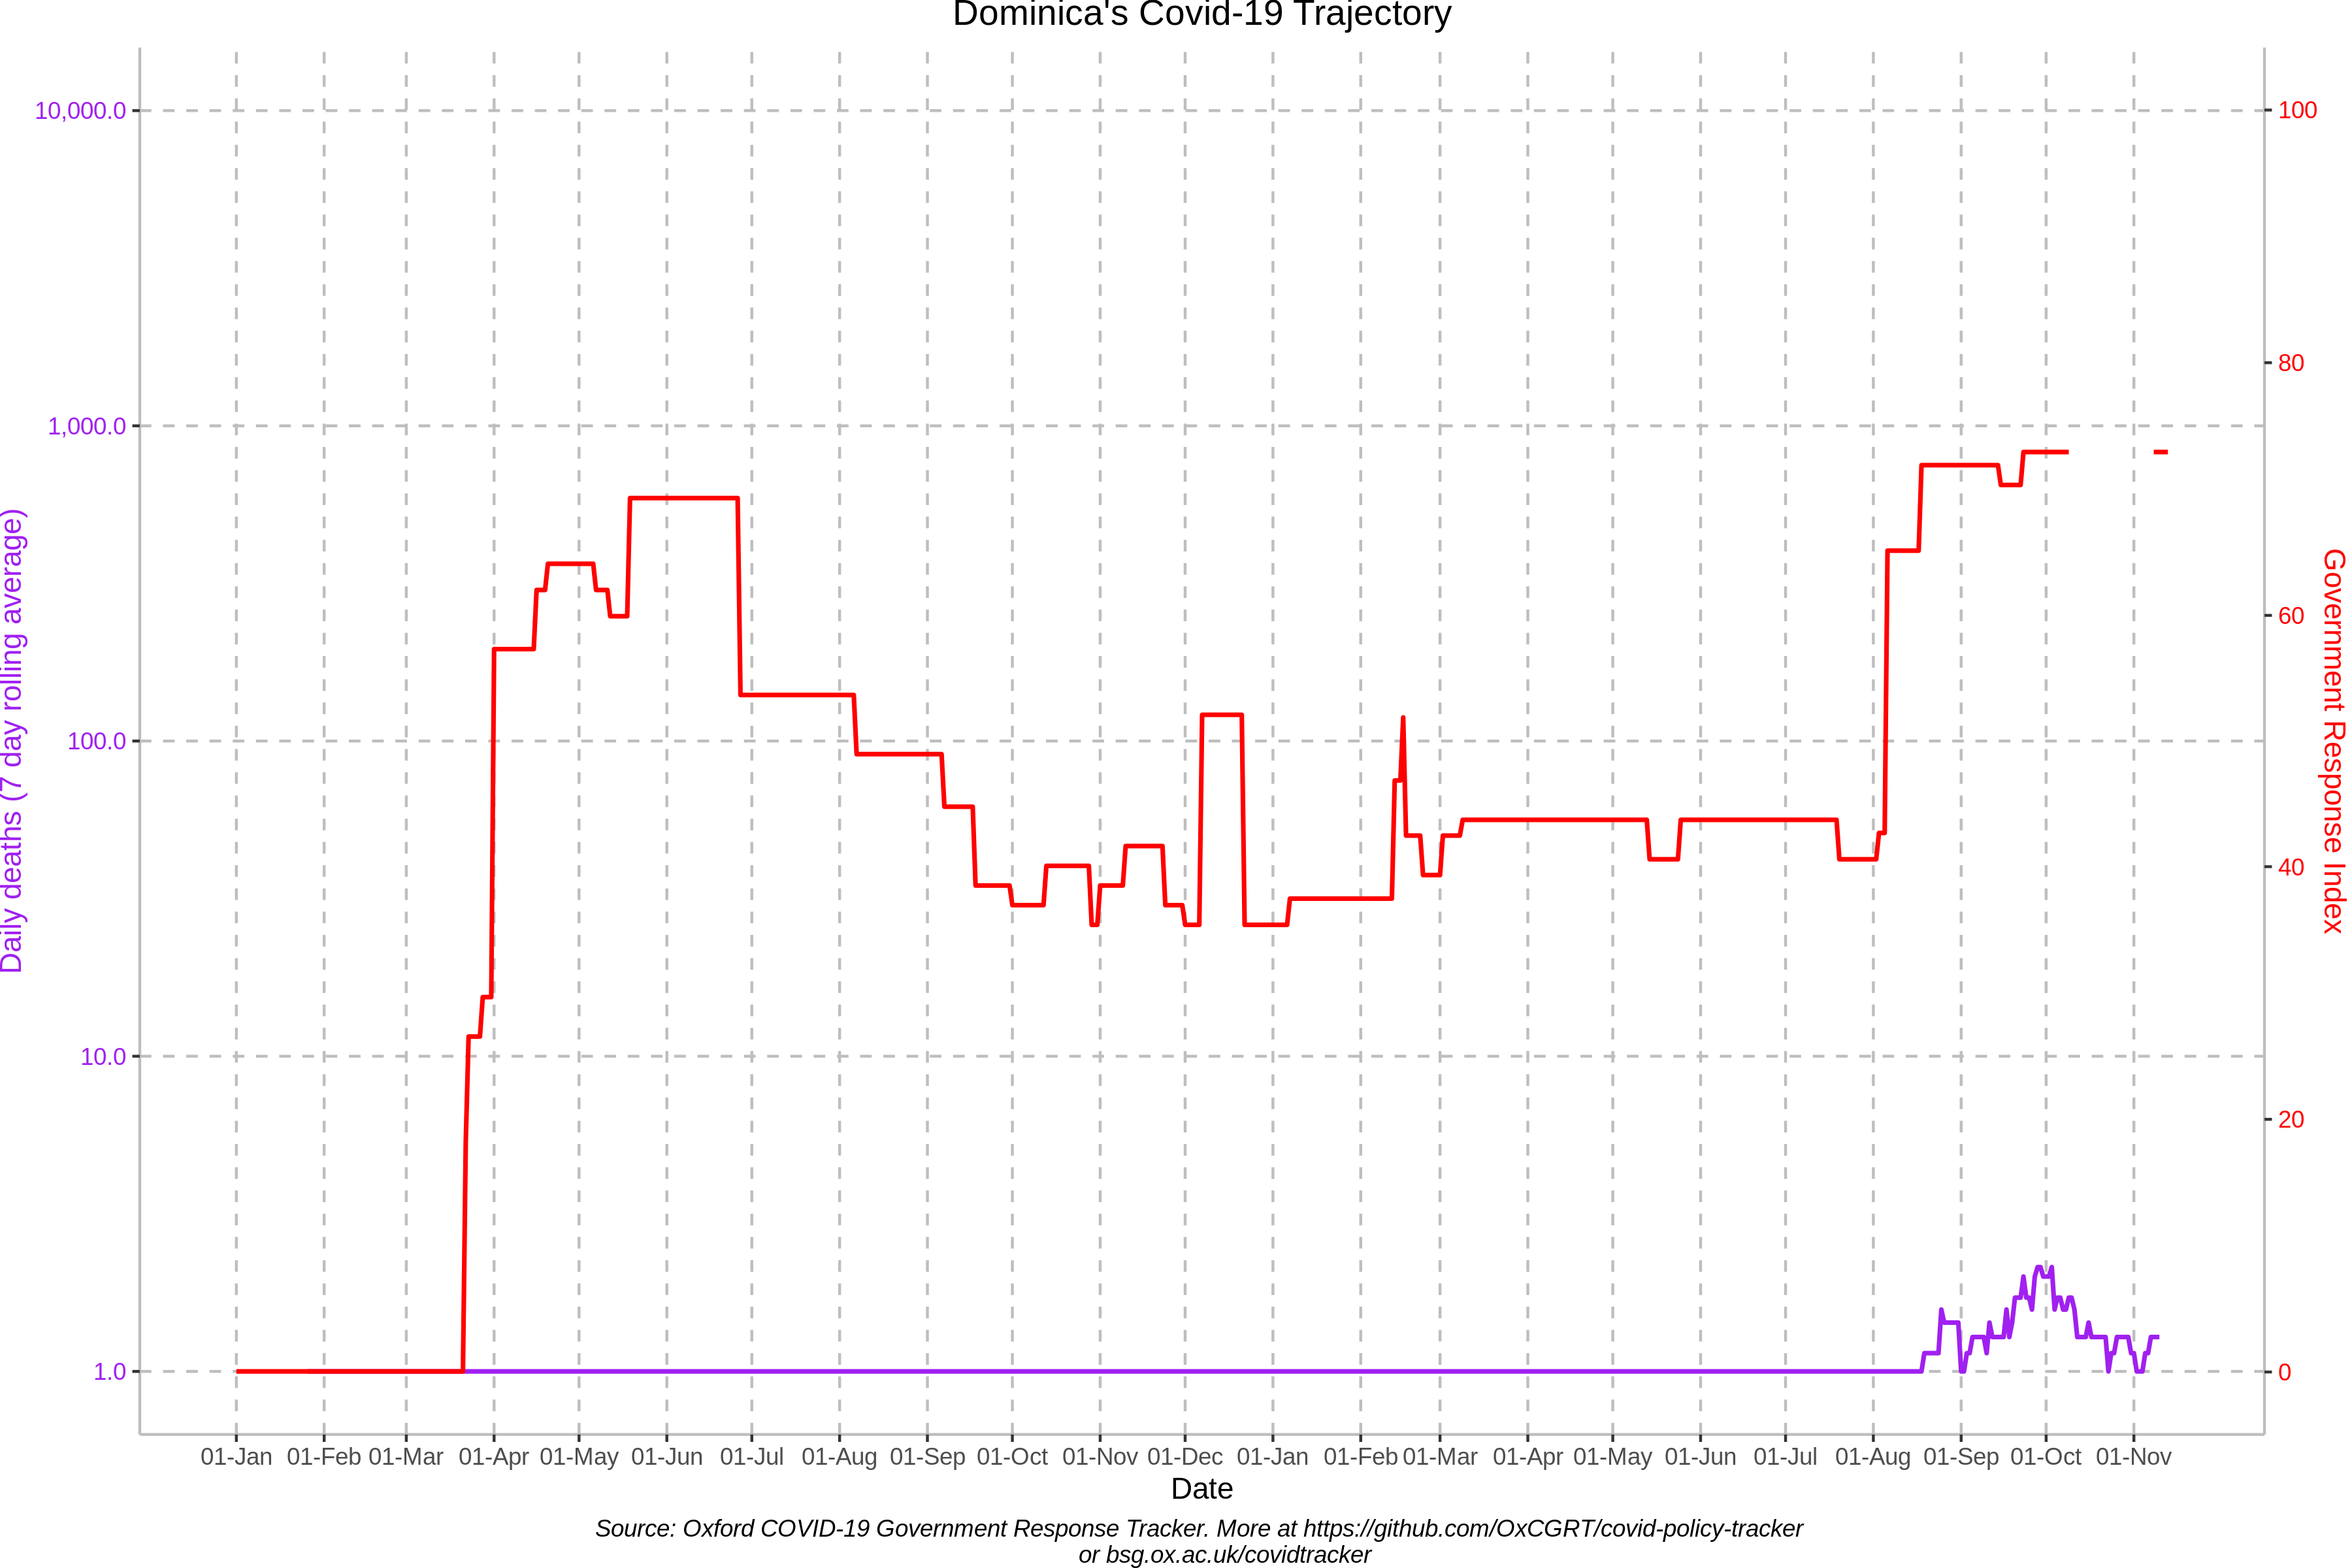 Dominica's Covid-19 Trajectory
10,000.0
1,000.0
100.0
10.0
1.0
Daily deaths (7 day rolling average)
100
80
60
40
20
0
Government Response Index
01-Jan 01-Feb 01-Mar 01-Apr 01-May 01-Jun 01-Jul 01-Aug 01-Sep 01-Oct 01-Nov 01-Dec 01-Jan 01-Feb 01-Mar 01-Apr 01-May 01-Jun 01-Jul 01-Aug 01-Sep 01-Oct 01-Nov
Date
Source: Oxford COVID-19 Government Response Tracker. More at https://github.com/OxCGRT/covid-policy-tracker
or bsg.ox.ac.uk/covidtracker